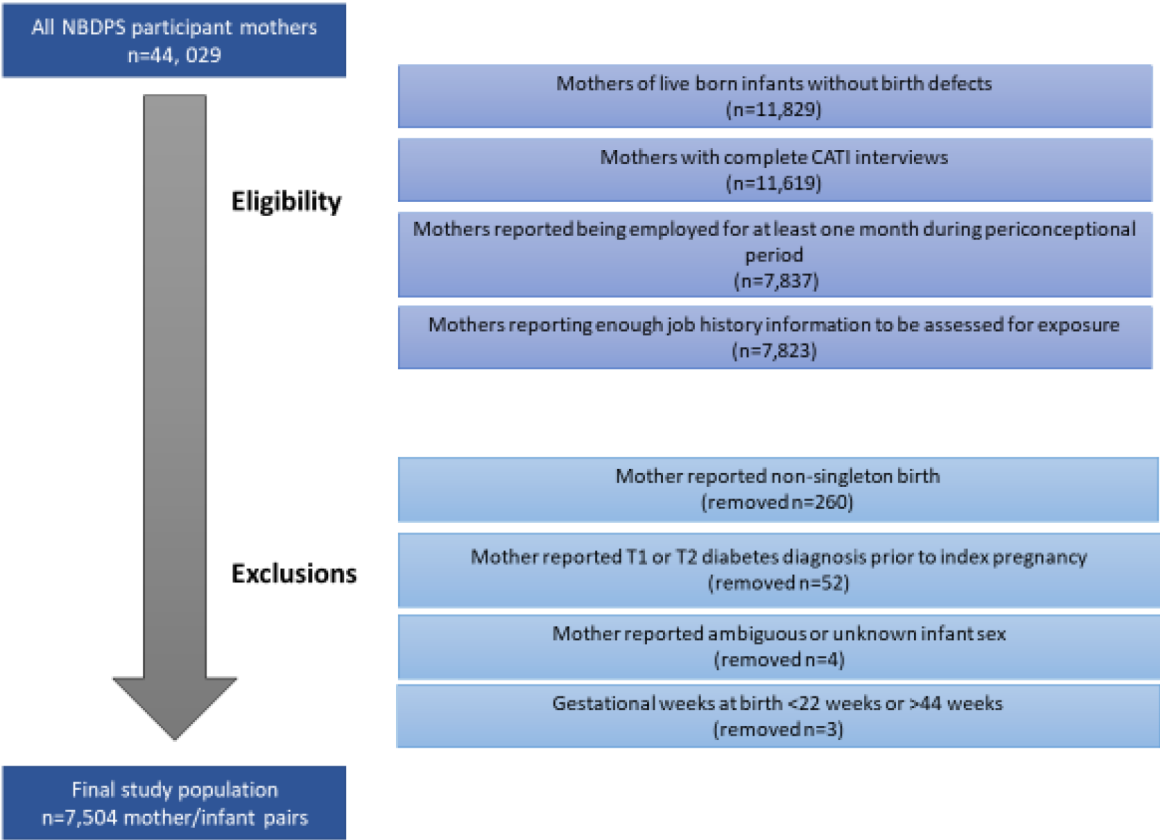 All NBDPS participant mothers
n=44, 029
Mothers of live born infants without birth defects
(n=11,829)
Mothers with complete CATI interviews
(n=11,619)
Eligibility
Mothers reported being employed for at least one month during periconceptional
period
(n=7,837)
Mothers reporting enough job history information to be assessed for exposure
(n=7,823)
Mother reported non-singleton birth
(removed n=260)
Exclusions
Mother reported T1 or T2 diabetes diagnosis prior to index pregnancy
(removed n=52)
Mother reported ambiguous or unknown infant sex
(removed n=4)
Gestational weeks at birth <22 weeks or >44 weeks
(removed n=3)
Final study population
n=7,504 mother/infant pairs